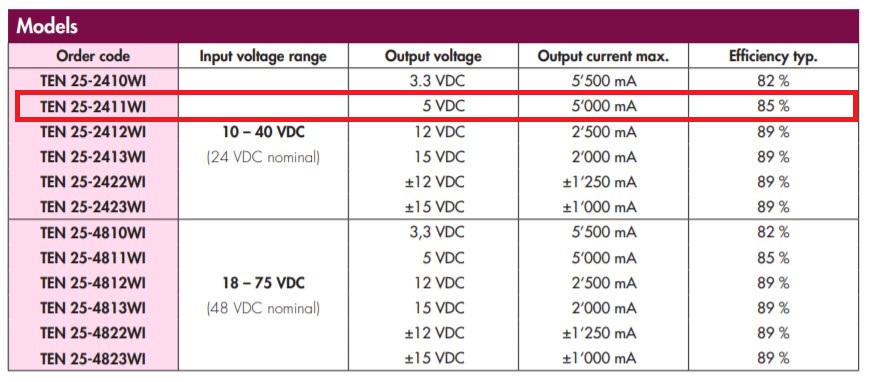 Models
Order code Input voltage range Output voltage Output current max. Efficiency typ.
TEN 25-2410WI 3.3 VDC 5'500 mA 82 %
TEN 25-2411WI 5 VDC 5'000 mA 85 %
TEN 25-2412WI 10 – 40 VDC 12 VDC 2'500 mA 89 %
TEN 25-2413WI (24 VDC nominal) 15 VDC 2'000 mA 89 %
TEN 25-2422WI ±12 VDC ±1'250 mA 89 %
TEN 25-2423WI ±15 VDC ±1'000 mA 89 %
TEN 25-4810WI 3,3 VDC 5'500 mA 82 %
TEN 25-4811WI 5 VDC 5'000 mA 85 %
TEN 25-4812WI 18 – 75 VDC 12 VDC 2'500 mA 89 %
TEN 25-4813WI (48 VDC nominal) 15 VDC 2'000 mA 89 %
TEN 25-4822WI ±12 VDC ±1'250 mA 89 %
TEN 25-4823WI ±15 VDC ±1'000 mA 89 %